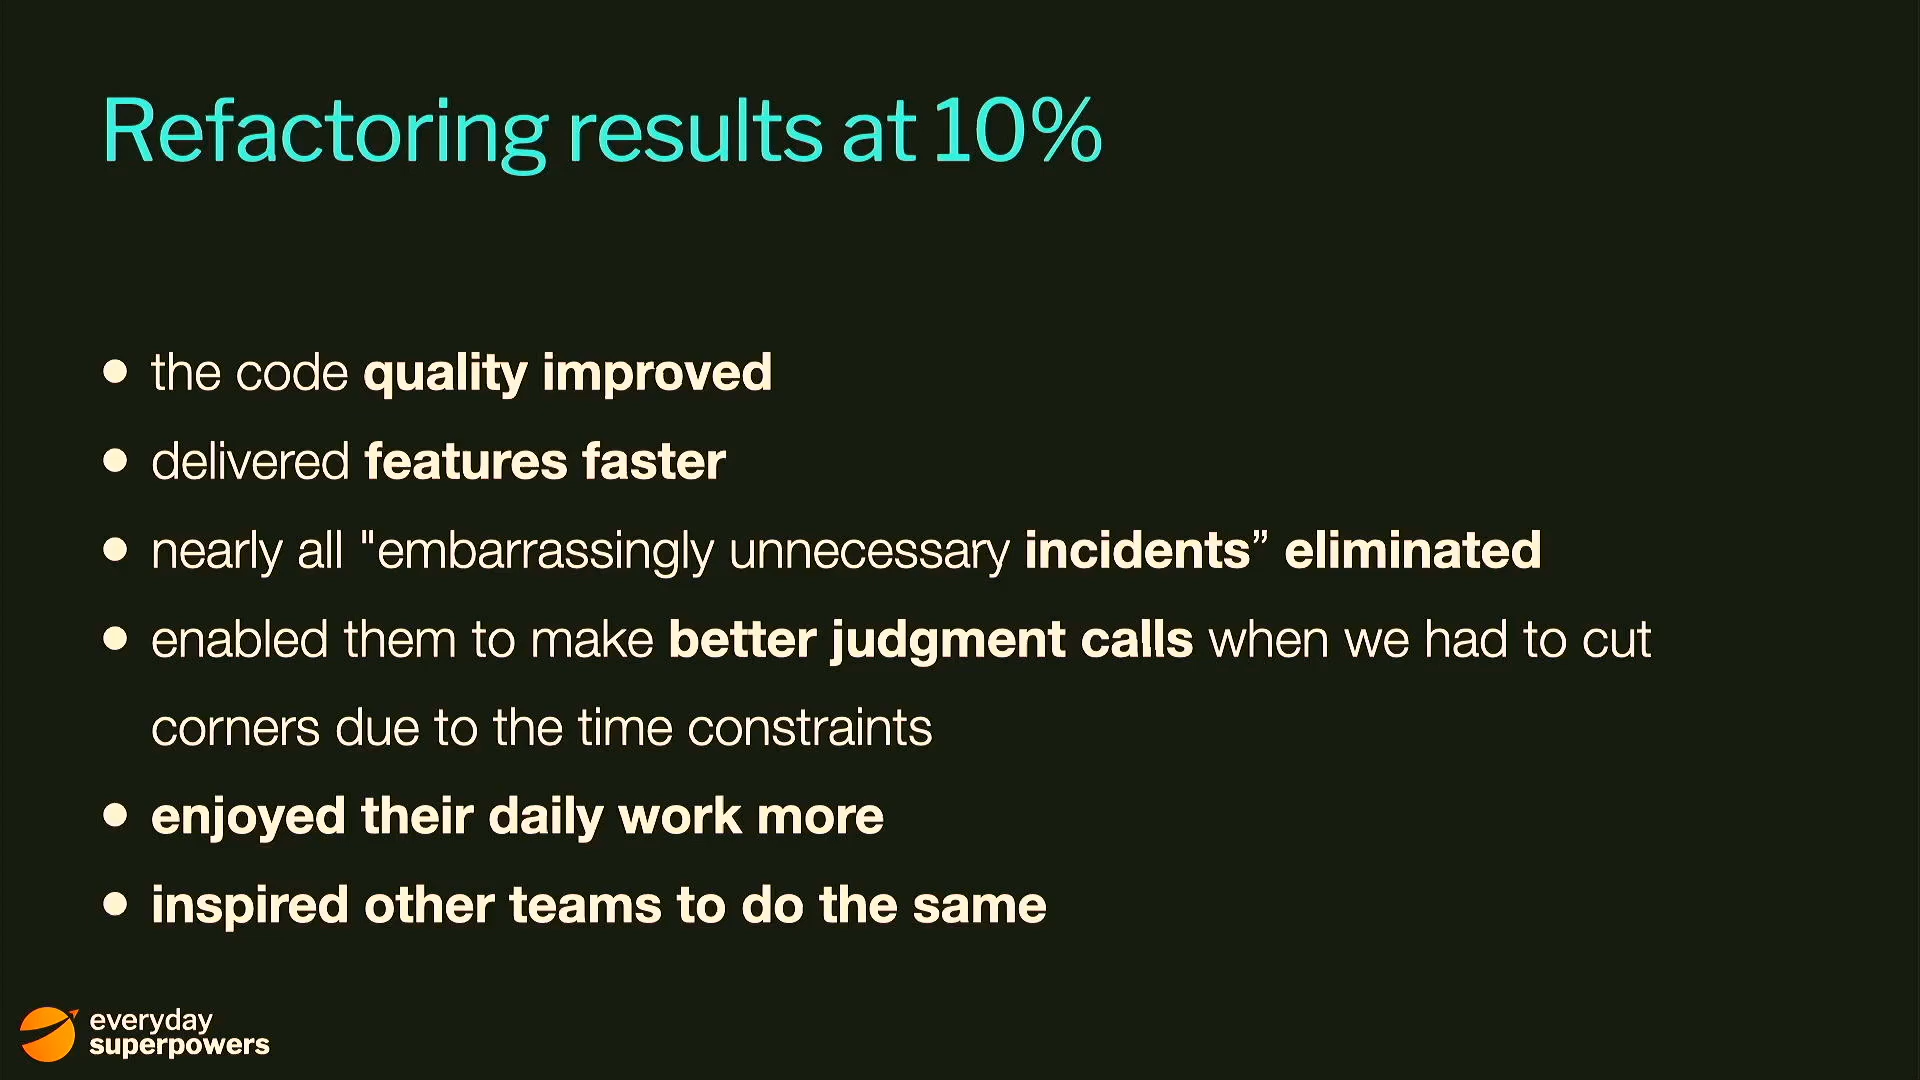 Refactoring results at 10%
• the code quality improved
• delivered features faster
• nearly all "embarrassingly unnecessary incidents” eliminated
• enabled them to make better judgment calls when we had to cut
corners due to the time constraints
• enjoyed their daily work more
• inspired other teams to do the same
everyday
superpowers